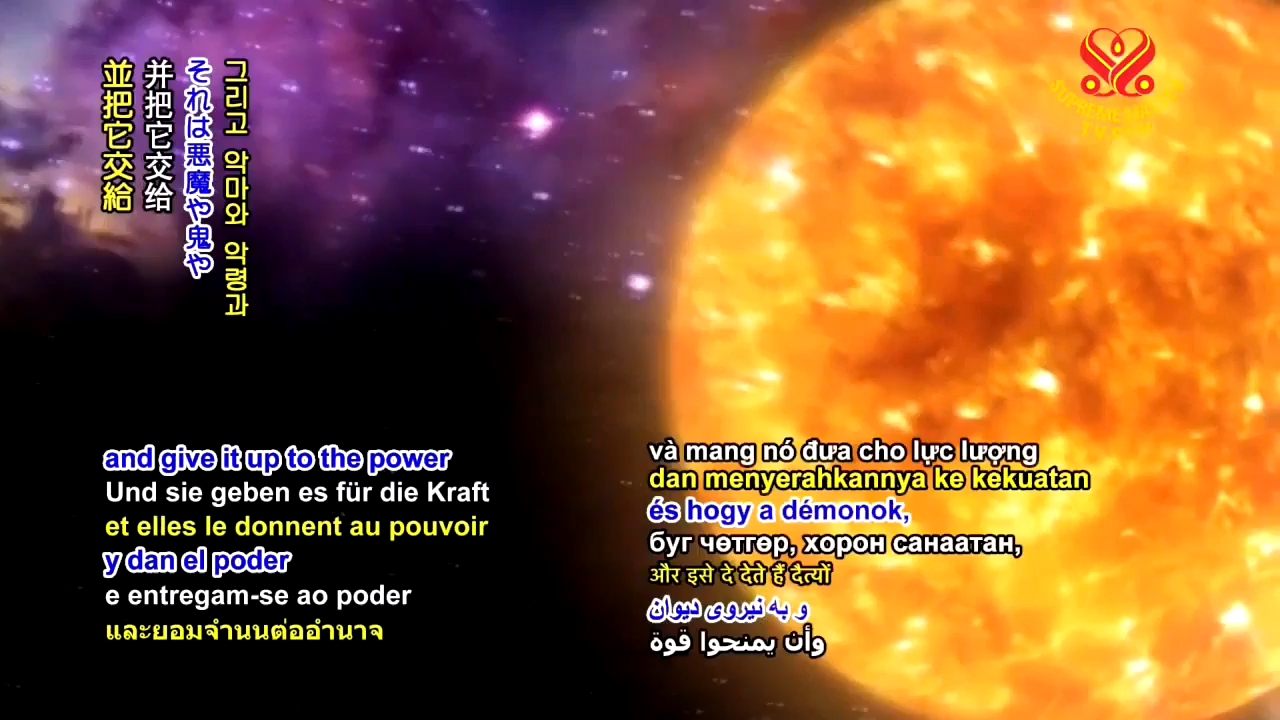 그리고 악마와 악령과
それは悪魔や鬼や
并把它交给
並把它交給
and give it up to the power
Und sie geben es für die Kraft
et elles le donnent au pouvoir
y dan el poder
e entregam-se ao poder
และยอมจำนนต่ออำนาจ
và mang nó đưa cho lực lượng
dan menyerahkannya ke kekuatan
és hogy a démonok,
буг чөтгөр, хорон санаатан,
और इसे दे देते हैं दैत्यों
و به نیروی دیوان
وأن يمنحوا قوة
SUPREME